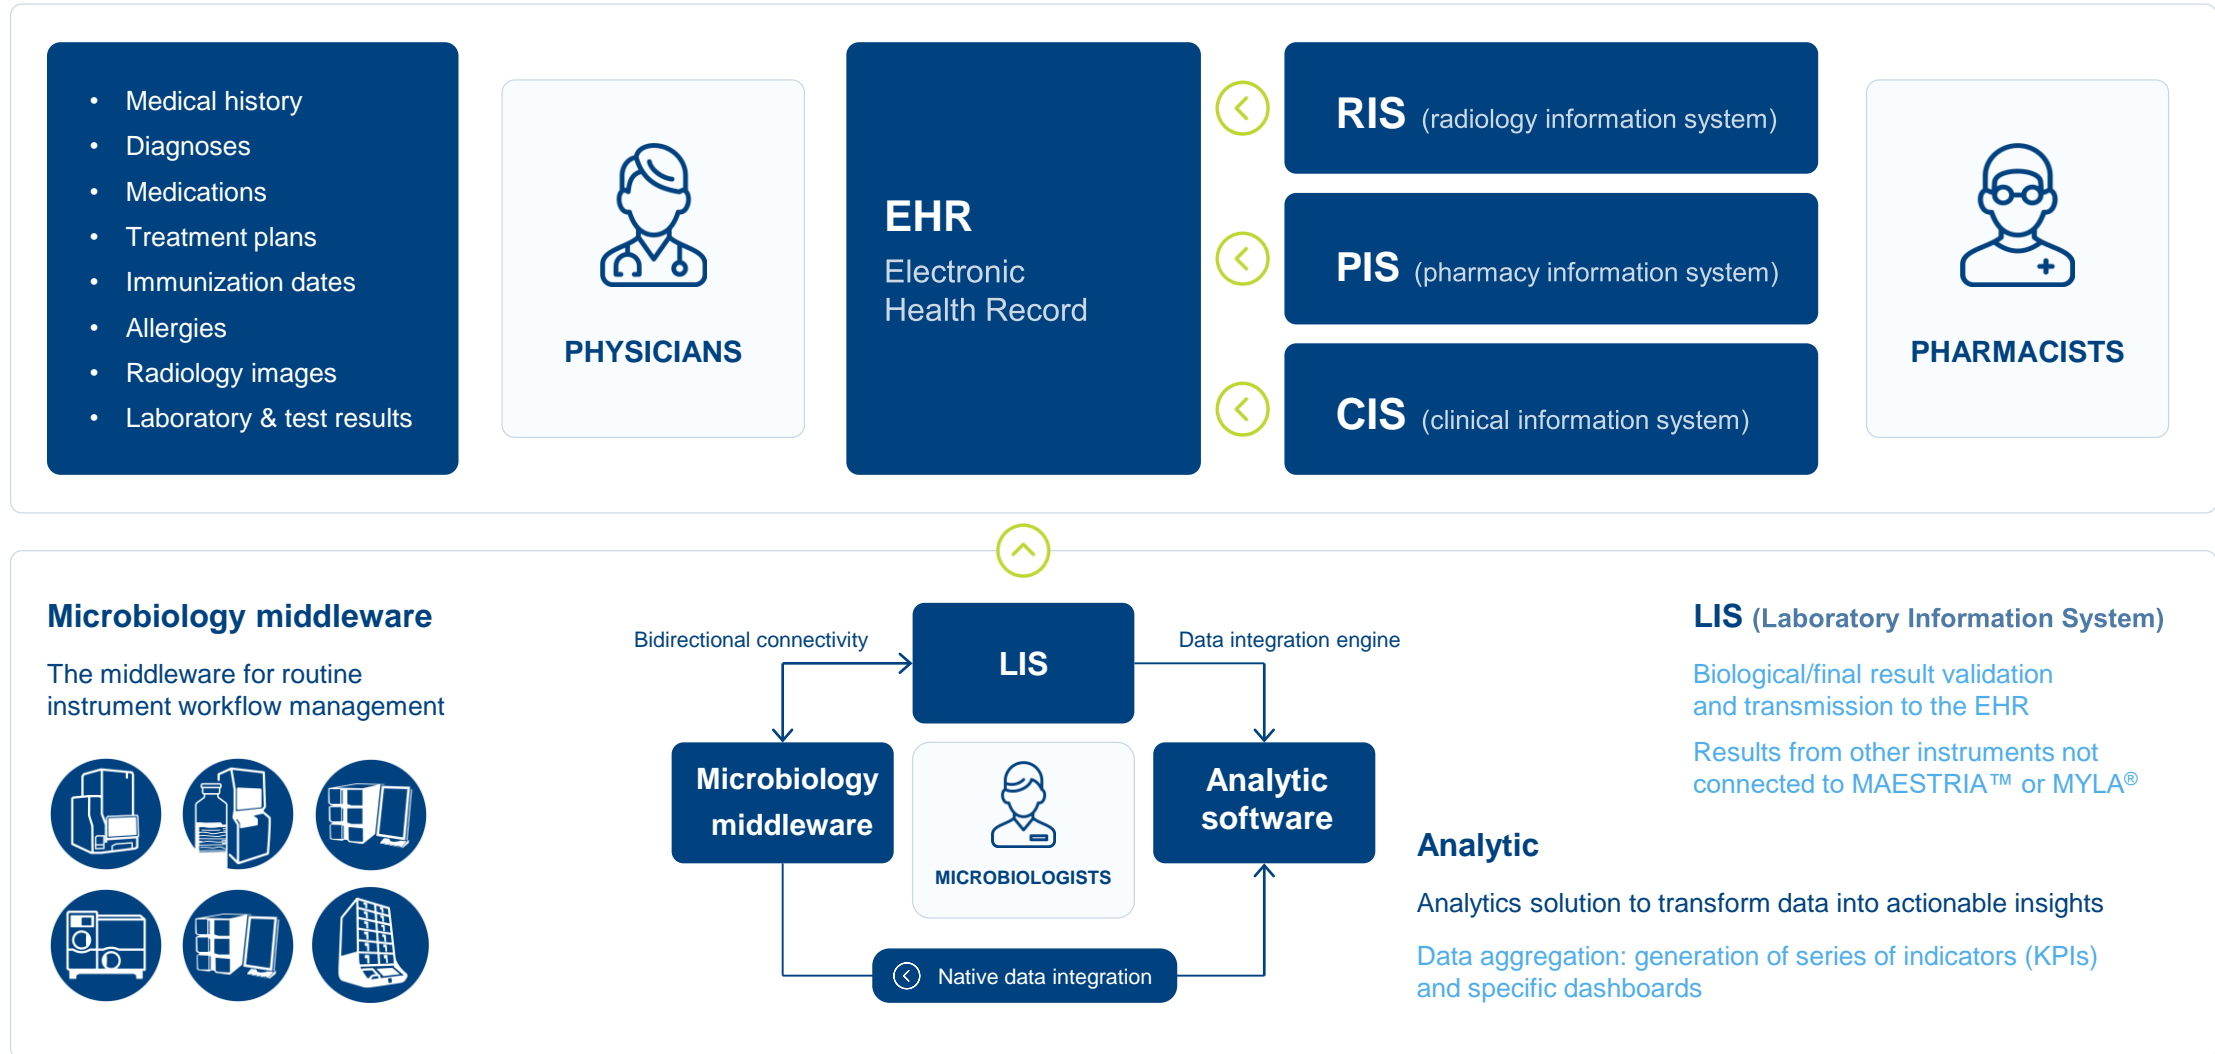 • Medical history
• Diagnoses
• Medications
• Treatment plans
• Immunization dates
• Allergies
• Radiology images
• Laboratory & test results
PHYSICIANS
EHR
Electronic
Health Record
RIS (radiology information system)
PIS (pharmacy information system)
CIS (clinical information system)
PHARMACISTS
Microbiology middleware
The middleware for routine
instrument workflow management
Bidirectional connectivity
LIS
Data integration engine
Microbiology
middleware
MICROBIOLOGISTS
Analytic
software
Native data integration
LIS (Laboratory Information System)
Biological/final result validation
and transmission to the EHR
Results from other instruments not
connected to MAESTRIA™ or MYLA®
Analytic
Analytics solution to transform data into actionable insights
Data aggregation: generation of series of indicators (KPIs)
and specific dashboards